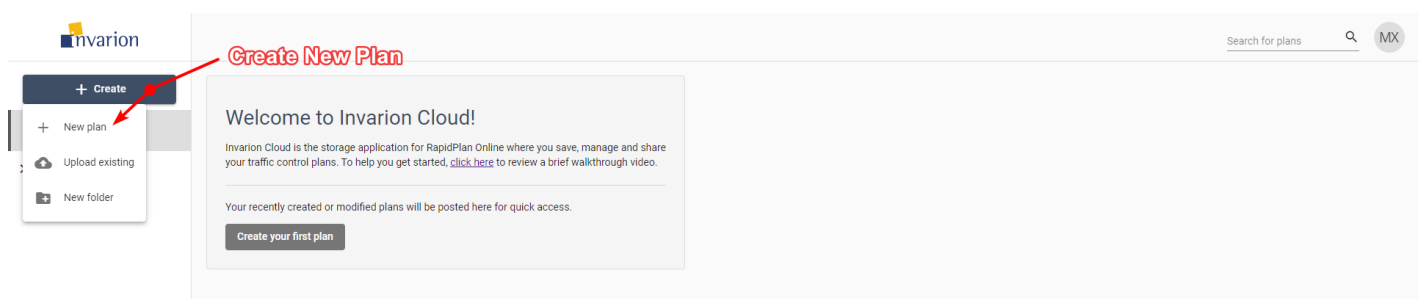 invarion
Create New Plan
Search for plans
MX
+ Create
New plan
Upload existing
New folder
Welcome to Invarion Cloud!
Invarion Cloud is the storage application for RapidPlan Online where you save, manage and share
your traffic control plans. To help you get started, click here to review a brief walkthrough video.
Your recently created or modified plans will be posted here for quick access.
Create your first plan